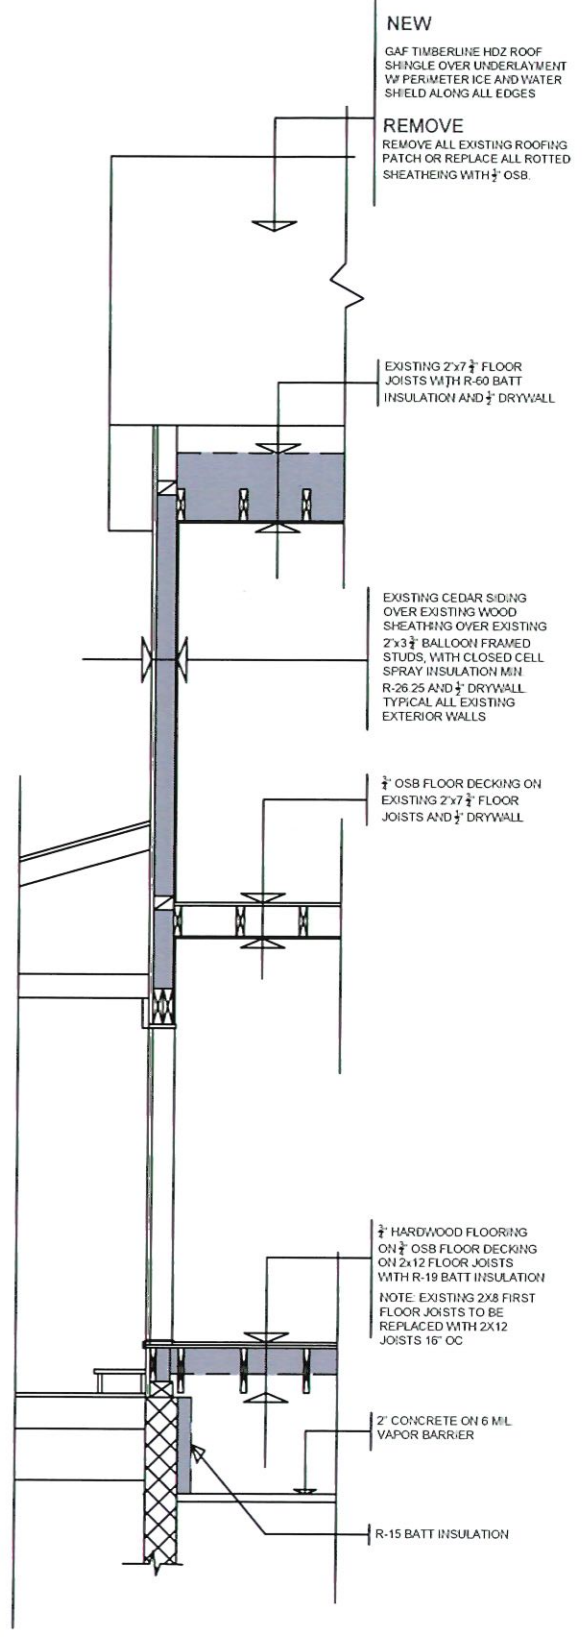 NEW
GAF TIMBERLINE HDZ ROOF
SHINGLE OVER UNDERLAYMENT
W/ PERIMETER ICE AND WATER
SHIELD ALONG ALL EDGES
REMOVE
REMOVE ALL EXISTING ROOFING
PATCH OR REPLACE ALL ROTTED
SHEATHEING WITH ½" OSB.
EXISTING 2"x7 ¾" FLOOR
JOISTS WITH R-60 BATT
INSULATION AND ½" DRYWALL
EXISTING CEDAR SIDING
OVER EXISTING WOOD
SHEATHING OVER EXISTING
2"x3 ¾" BALLOON FRAMED
STUDS, WITH CLOSED CELL
SPRAY INSULATION MIN.
R-26.25 AND ½" DRYWALL
TYPICAL ALL EXISTING
EXTERIOR WALLS
¾" OSB FLOOR DECKING ON
EXISTING 2"x7 ¾" FLOOR
JOISTS AND ½" DRYWALL
¾" HARDWOOD FLOORING
ON ¾" OSB FLOOR DECKING
ON 2x12 FLOOR JOISTS
WITH R-19 BATT INSULATION
NOTE: EXISTING 2X8 FIRST
FLOOR JOISTS TO BE
REPLACED WITH 2X12
JOISTS 16" OC
2" CONCRETE ON 6 MIL
VAPOR BARRIER
R-15 BATT INSULATION